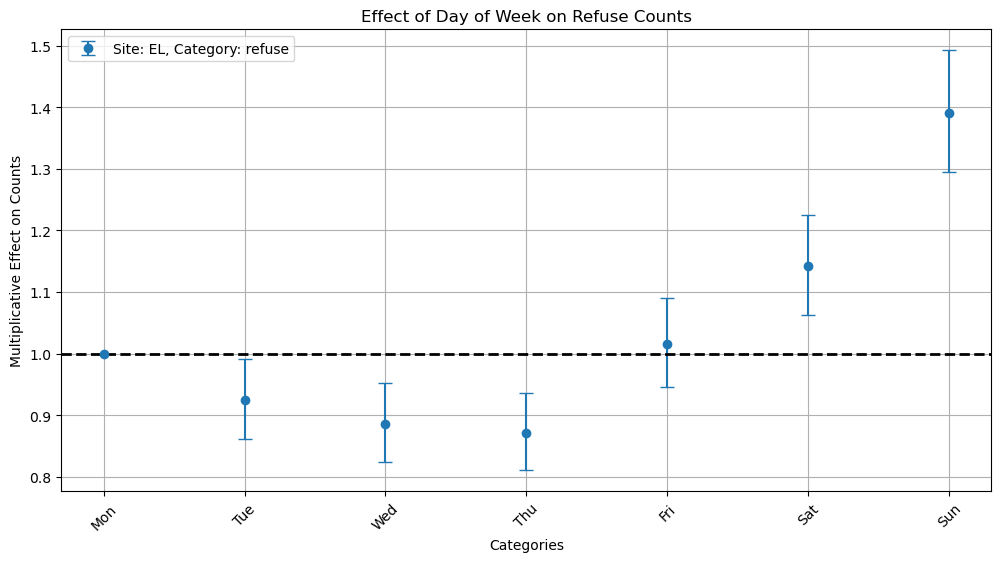 Effect of Day of Week on Refuse Counts
Site: EL, Category: refuse
Multiplicative Effect on Counts
1.5
1.4
1.3
1.2
1.1
1.0
0.9
0.8
Mon
Tue
Wed
Thu
Fri
Sat
Sun
Categories